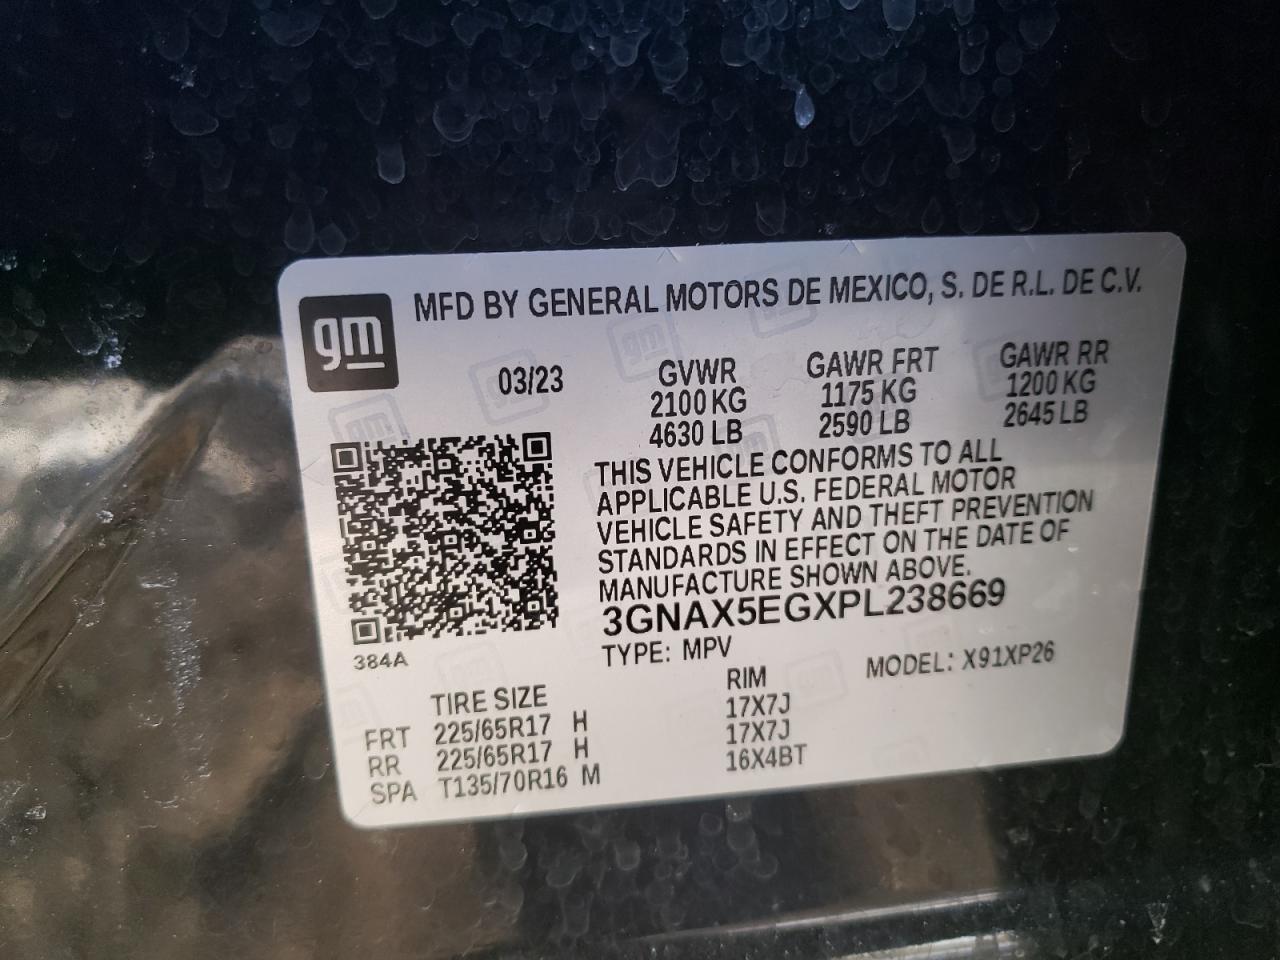 gm
MFD BY GENERAL MOTORS DE MEXICO, S. DE R.L. DE C.V.
03/23
GVWR
2100 KG
4630 LB
GAWR FRT
1175 KG
2590 LB
GAWR RR
1200 KG
2645 LB
THIS VEHICLE CONFORMS TO ALL
APPLICABLE U.S. FEDERAL MOTOR
VEHICLE SAFETY AND THEFT PREVENTION
STANDARDS IN EFFECT ON THE DATE OF
MANUFACTURE SHOWN ABOVE.
3GNAX5EGXPL238669
TYPE: MPV
MODEL: X91XP26
384A
TIRE SIZE RIM
FRT 225/65R17 H 17X7J
RR 225/65R17 H 17X7J
SPA T135/70R16 M 16X4BT